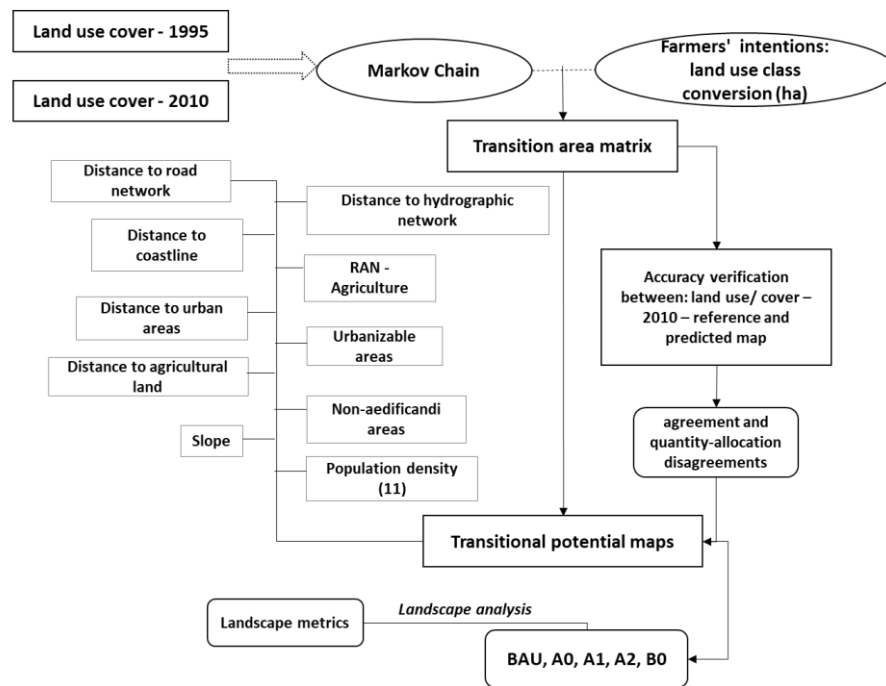 Land use cover - 1995
Land use cover - 2010
Markov Chain
Farmers' intentions:
land use class
conversion (ha)
Transition area matrix
Distance to road
network
Distance to hydrographic
network
Distance to
coastline
RAN -
Agriculture
Distance to urban
areas
Urbanizable
areas
Distance to agricultural
land
Non-aedificandi
areas
Slope
Population density
(11)
Accuracy verification
between: land use/ cover –
2010 – reference and
predicted map
agreement and
quantity-allocation
disagreements
Transitional potential maps
Landscape metrics
Landscape analysis
BAU, A0, A1, A2, B0